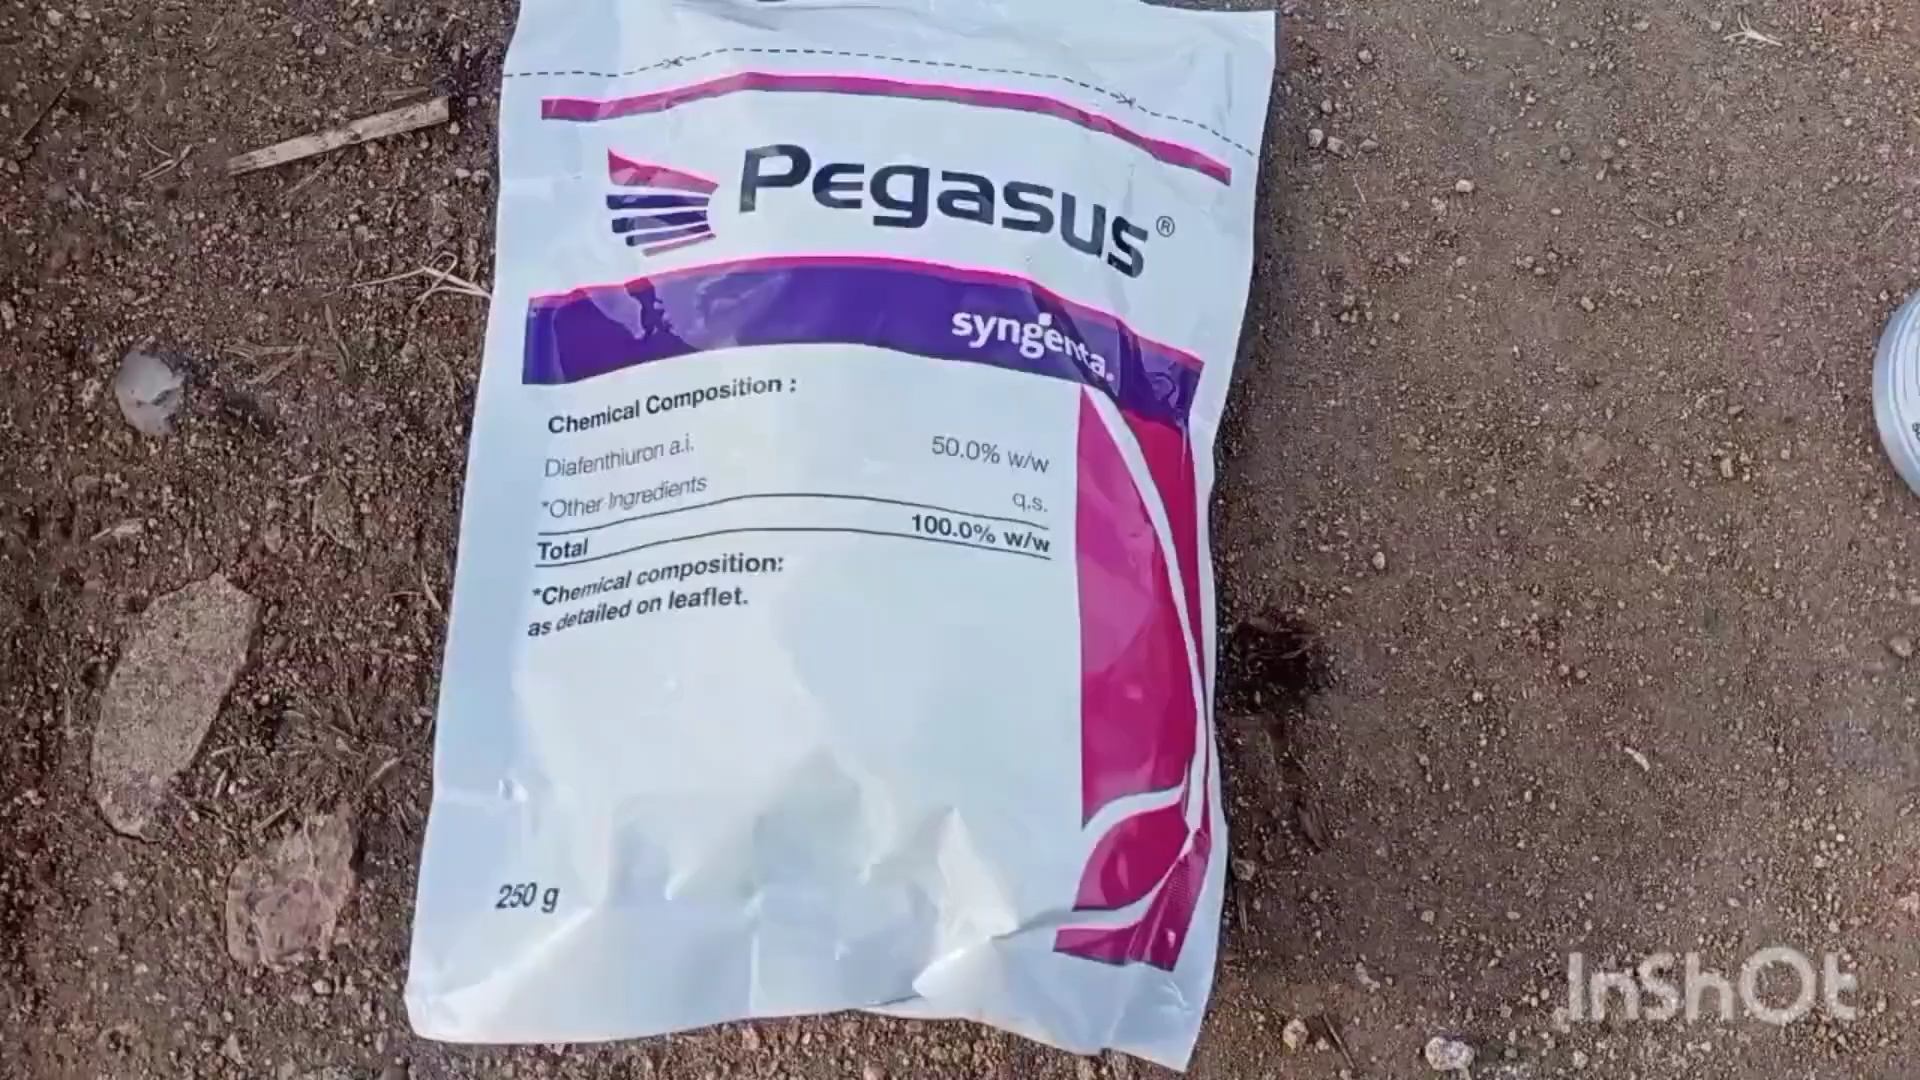 Pegasus®
syngenta.
Chemical Composition :
Diafenthiuron a.i. 50.0% w/w
*Other Ingredients q.s.
Total 100.0% w/w
*Chemical composition:
as detailed on leaflet.
250 g
InShOt